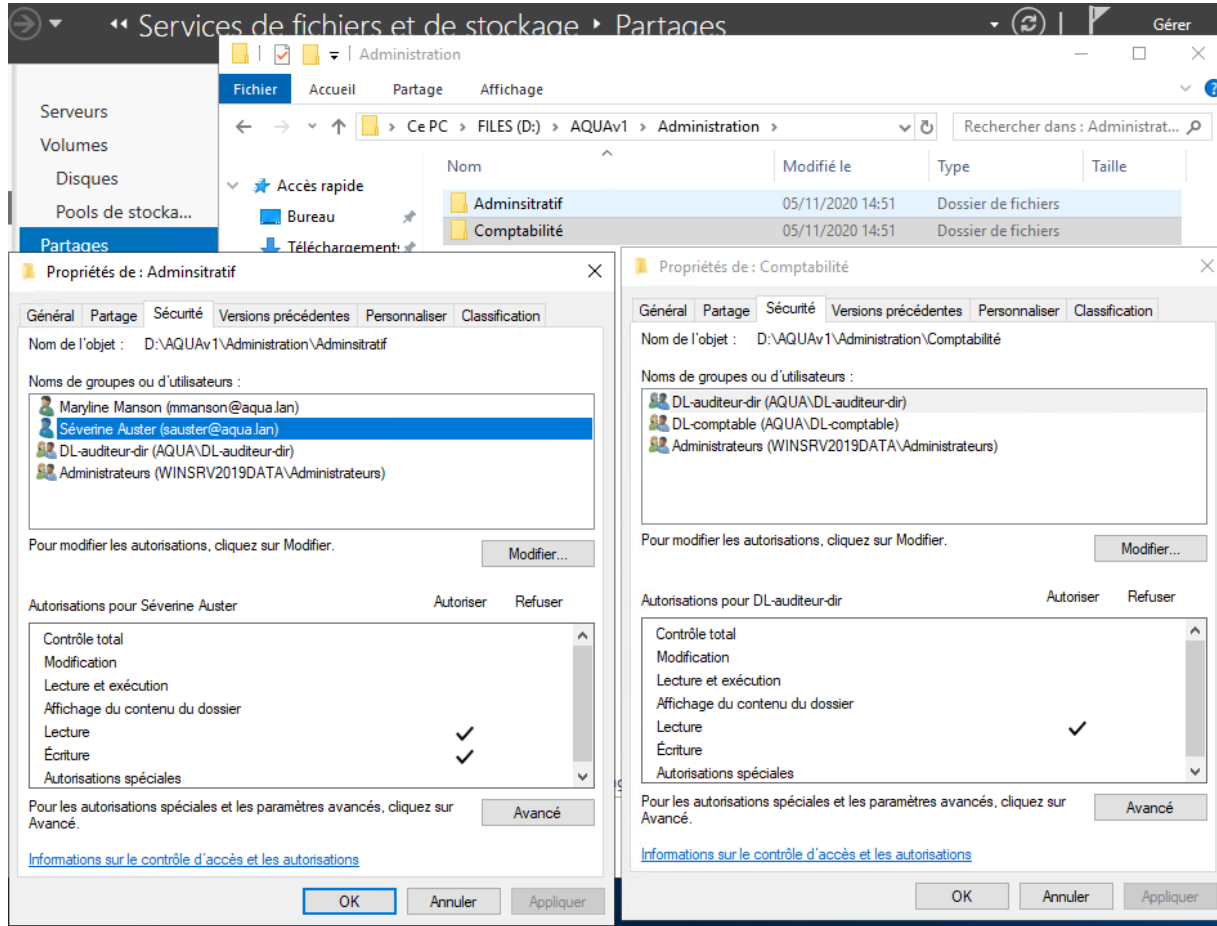 Services de fichiers et de stockage ‣ Partages
Gérer
Administration
Fichier Accueil Partage Affichage
Serveurs
Volumes
Disques
Pools de stocka...
Partages
Ce PC > FILES (D:) > AQUAv1 > Administration >
Rechercher dans : Administrat...
Accès rapide
Bureau
Téléchargement:
Nom Modifié le Type Taille
Adminsitratif 05/11/2020 14:51 Dossier de fichiers
Comptabilité 05/11/2020 14:51 Dossier de fichiers
Propriétés de : Adminsitratif
Général Partage Sécurité Versions précédentes Personnaliser Classification
Nom de l'objet : D:\AQUAv1\Administration\Adminsitratif
Noms de groupes ou d'utilisateurs :
Maryline Manson (mmanson@aqua.lan)
Séverine Auster (sauster@aqua.lan)
DL-auditeur-dir (AQUA\DL-auditeur-dir)
Administrateurs (WINSRV2019DATA\Administrateurs)
Pour modifier les autorisations, cliquez sur Modifier.
Modifier...
Autorisations pour Séverine Auster Autoriser Refuser
Contrôle total
Modification
Lecture et exécution
Affichage du contenu du dossier
Lecture
Écriture
Autorisations spéciales
Pour les autorisations spéciales et les paramètres avancés, cliquez sur
Avancé.
Avancé
Informations sur le contrôle d'accès et les autorisations
OK Annuler Appliquer
Propriétés de : Comptabilité
Général Partage Sécurité Versions précédentes Personnaliser Classification
Nom de l'objet : D:\AQUAv1\Administration\Comptabilité
Noms de groupes ou d'utilisateurs :
DL-auditeur-dir (AQUA\DL-auditeur-dir)
DL-comptable (AQUA\DL-comptable)
Administrateurs (WINSRV2019DATA\Administrateurs)
Pour modifier les autorisations, cliquez sur Modifier.
Modifier...
Autorisations pour DL-auditeur-dir Autoriser Refuser
Contrôle total
Modification
Lecture et exécution
Affichage du contenu du dossier
Lecture
Écriture
Autorisations spéciales
Pour les autorisations spéciales et les paramètres avancés, cliquez sur
Avancé.
Avancé
Informations sur le contrôle d'accès et les autorisations
OK Annuler Appliquer